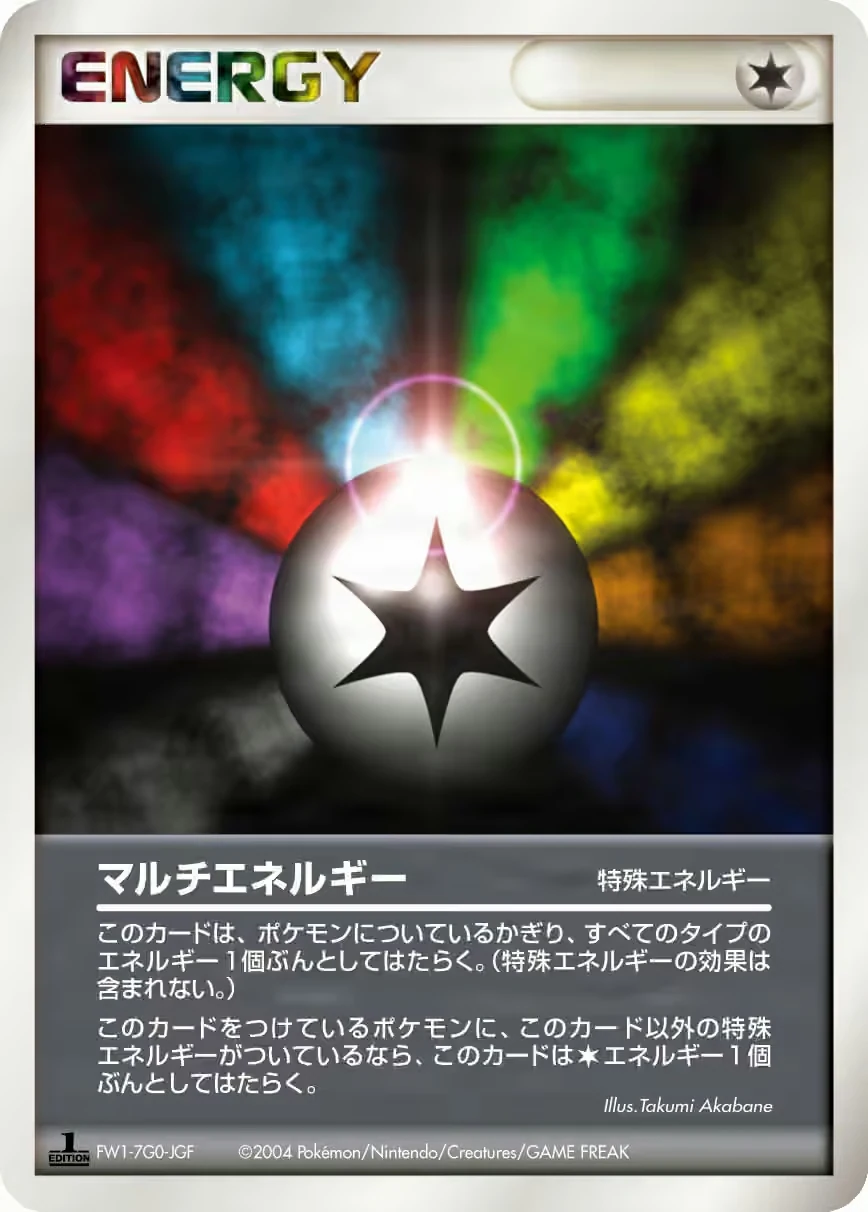 ENERGY
マルチエネルギー
特殊エネルギー
このカードは、ポケモンについているかぎり、すべてのタイプの
エネルギー1個ぶんとしてはたらく。(特殊エネルギーの効果は
含まれない。)
このカードをつけているポケモンに、このカード以外の特殊
エネルギーがついているなら、このカードは✶エネルギー1個
ぶんとしてはたらく。
Illus.Takumi Akabane
1 EDITION FW1-7G0-JGF ©2004 Pokémon/Nintendo/Creatures/GAME FREAK